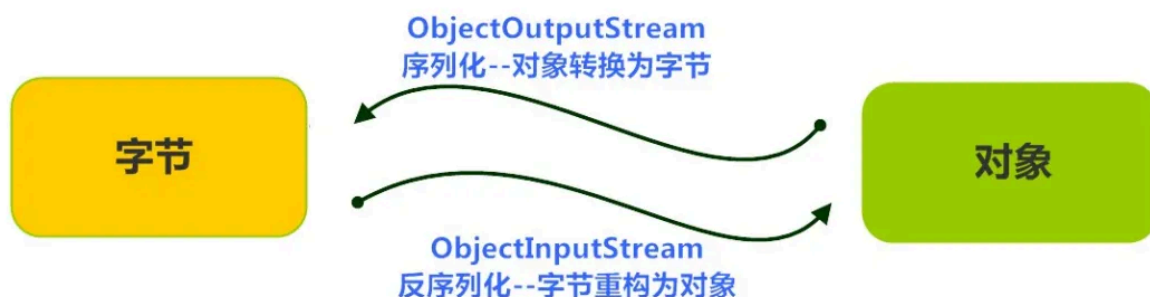 ObjectOutputStream
序列化--对象转换为字节
字节
对象
ObjectInputStream
反序列化--字节重构为对象